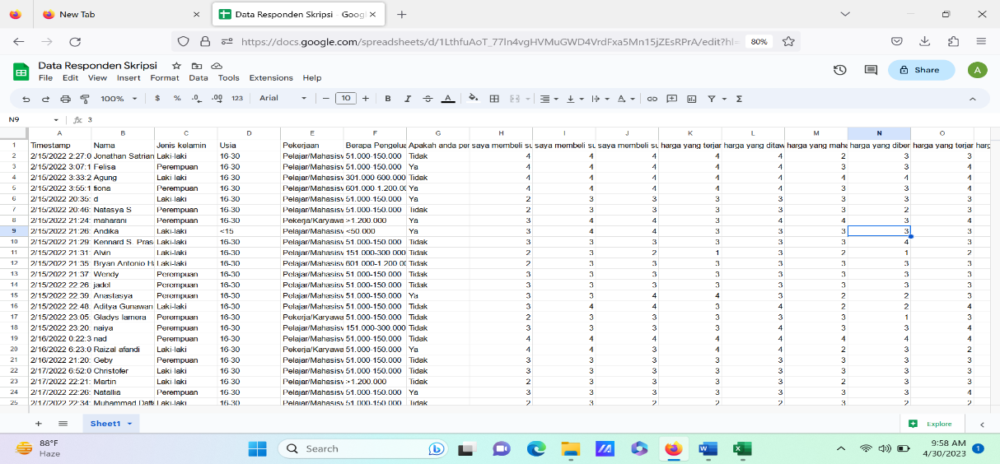 New Tab
Data Responden Skripsi - Googl
https://docs.google.com/spreadsheets/d/1LthfuAoT_77In4vgHVMuGWD4VrdFxa5Mn15jZEsRPrA/edit?hl=
80%
Data Responden Skripsi
File Edit View Insert Format Data Tools Extensions Help
Share
A
100% $ % .0 .00 123 Arial 10 B I A
N9 fx 3
A B C D E F G H I J K L M N O
1 Timestamp Nama Jenis kelamin Usia Pekerjaan Berapa Pengelua Apakah anda per saya membeli su saya membeli su saya membeli su harga yang terjar harga yang ditaw harga yang maha harga yang diber harga yang terjar harg
2 2/15/2022 2:27:0 Jonathan Satrian Laki-laki 16-30 Pelajar/Mahasisv 51.000-150.000 Tidak 4 4 4 4 4 2 3 3
3 2/15/2022 3:07:1 Felisa Perempuan 16-30 Pelajar/Mahasisv 51.000-150.000 Ya 4 4 4 4 4 3 3 4
4 2/15/2022 3:33:2 Agung Laki-laki 16-30 Pelajar/Mahasisv 301.000-600.000 Tidak 4 4 4 4 4 4 4 4
5 2/15/2022 3:55:1 fiona Perempuan 16-30 Pelajar/Mahasisv 601.000-1.200.00 Ya 4 4 4 4 4 3 3 4
6 2/15/2022 20:35: d Laki-laki 16-30 Pelajar/Mahasisv 51.000-150.000 Ya 2 3 3 3 3 3 3 3
7 2/15/2022 20:46: Natasya S Perempuan 16-30 Pelajar/Mahasisv 51.000-150.000 Tidak 3 3 3 3 3 3 2 3
8 2/15/2022 21:24: maharani Perempuan 16-30 Pekerja/Karyawa >1.200.000 Ya 3 4 4 3 4 4 3 4
9 2/15/2022 21:26: Andika Laki-laki <15 Pelajar/Mahasisv <50.000 Ya 3 4 4 3 3 3 3 3
10 2/15/2022 21:29: Kennard S. Pras Laki-laki 16-30 Pelajar/Mahasisv 51.000-150.000 Tidak 3 3 3 3 3 3 4 3
11 2/15/2022 21:31: Alvin Laki-laki 16-30 Pelajar/Mahasisv 151.000-300.000 Tidak 2 3 2 1 3 2 1 2
12 2/15/2022 21:35: Bryan Antonio H Laki-laki 16-30 Pelajar/Mahasisv 601.000-1.200.00 Tidak 2 3 3 3 3 3 3 3
13 2/15/2022 21:37: Wendy Perempuan 16-30 Pelajar/Mahasisv 51.000-150.000 Tidak 3 3 3 3 3 3 3 3
14 2/15/2022 22:26: jadel Perempuan 16-30 Pelajar/Mahasisv 51.000-150.000 Tidak 3 3 3 3 3 3 3 3
15 2/15/2022 22:39: Anastasya Perempuan 16-30 Pelajar/Mahasisv 51.000-150.000 Ya 3 3 4 4 3 2 2 3
16 2/15/2022 22:48: Aditya Gunawan Laki-laki 16-30 Pelajar/Mahasisv 51.000-150.000 Tidak 3 4 4 3 4 2 2 4
17 2/15/2022 23:05: Gladys lamera Perempuan 16-30 Pekerja/Karyawa 51.000-150.000 Tidak 2 3 3 3 3 3 1 3
18 2/15/2022 23:20: naiya Perempuan 16-30 Pelajar/Mahasisv 151.000-300.000 Tidak 3 3 3 3 4 3 3 4
19 2/16/2022 0:22:3 nad Perempuan 16-30 Pelajar/Mahasisv 51.000-150.000 Tidak 4 4 4 4 4 4 4 4
20 2/16/2022 6:23:0 Raizal afandi Laki-laki 16-30 Pekerja/Karyawa 51.000-150.000 Ya 4 4 3 4 4 2 3 2
21 2/16/2022 21:20: Geby Perempuan 16-30 Pelajar/Mahasisv 51.000-150.000 Tidak 3 3 3 3 3 3 3 3
22 2/17/2022 6:52:0 Christofer Laki-laki 16-30 Pelajar/Mahasisv 51.000-150.000 Tidak 3 3 3 3 3 3 3 3
23 2/17/2022 22:21: Martin Laki-laki 16-30 Pelajar/Mahasisv >1.200.000 Tidak 2 3 3 3 3 2 3 3
24 2/17/2022 22:26: Natallia Perempuan 16-30 Pelajar/Mahasisv 51.000-150.000 Ya 3 3 3 3 3 3 3 4
25 2/17/2022 22:34: Muhammad Daff Laki-laki 16-30 Pelajar/Mahasisv 51.000-150.000 Tidak 2 3 2 2 2 3 2 2
Sheet1
Explore
88°F
Haze
Search
9:58 AM
4/30/2023
1